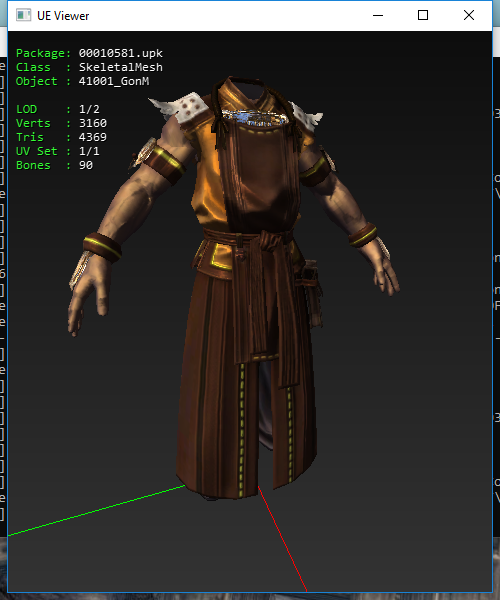 UE Viewer
Package: 00010581.upk
Class  : SkeletalMesh
Object : 41001_GonM
LOD    : 1/2
Verts  : 3160
Tris   : 4369
UV Set : 1/1
Bones  : 90